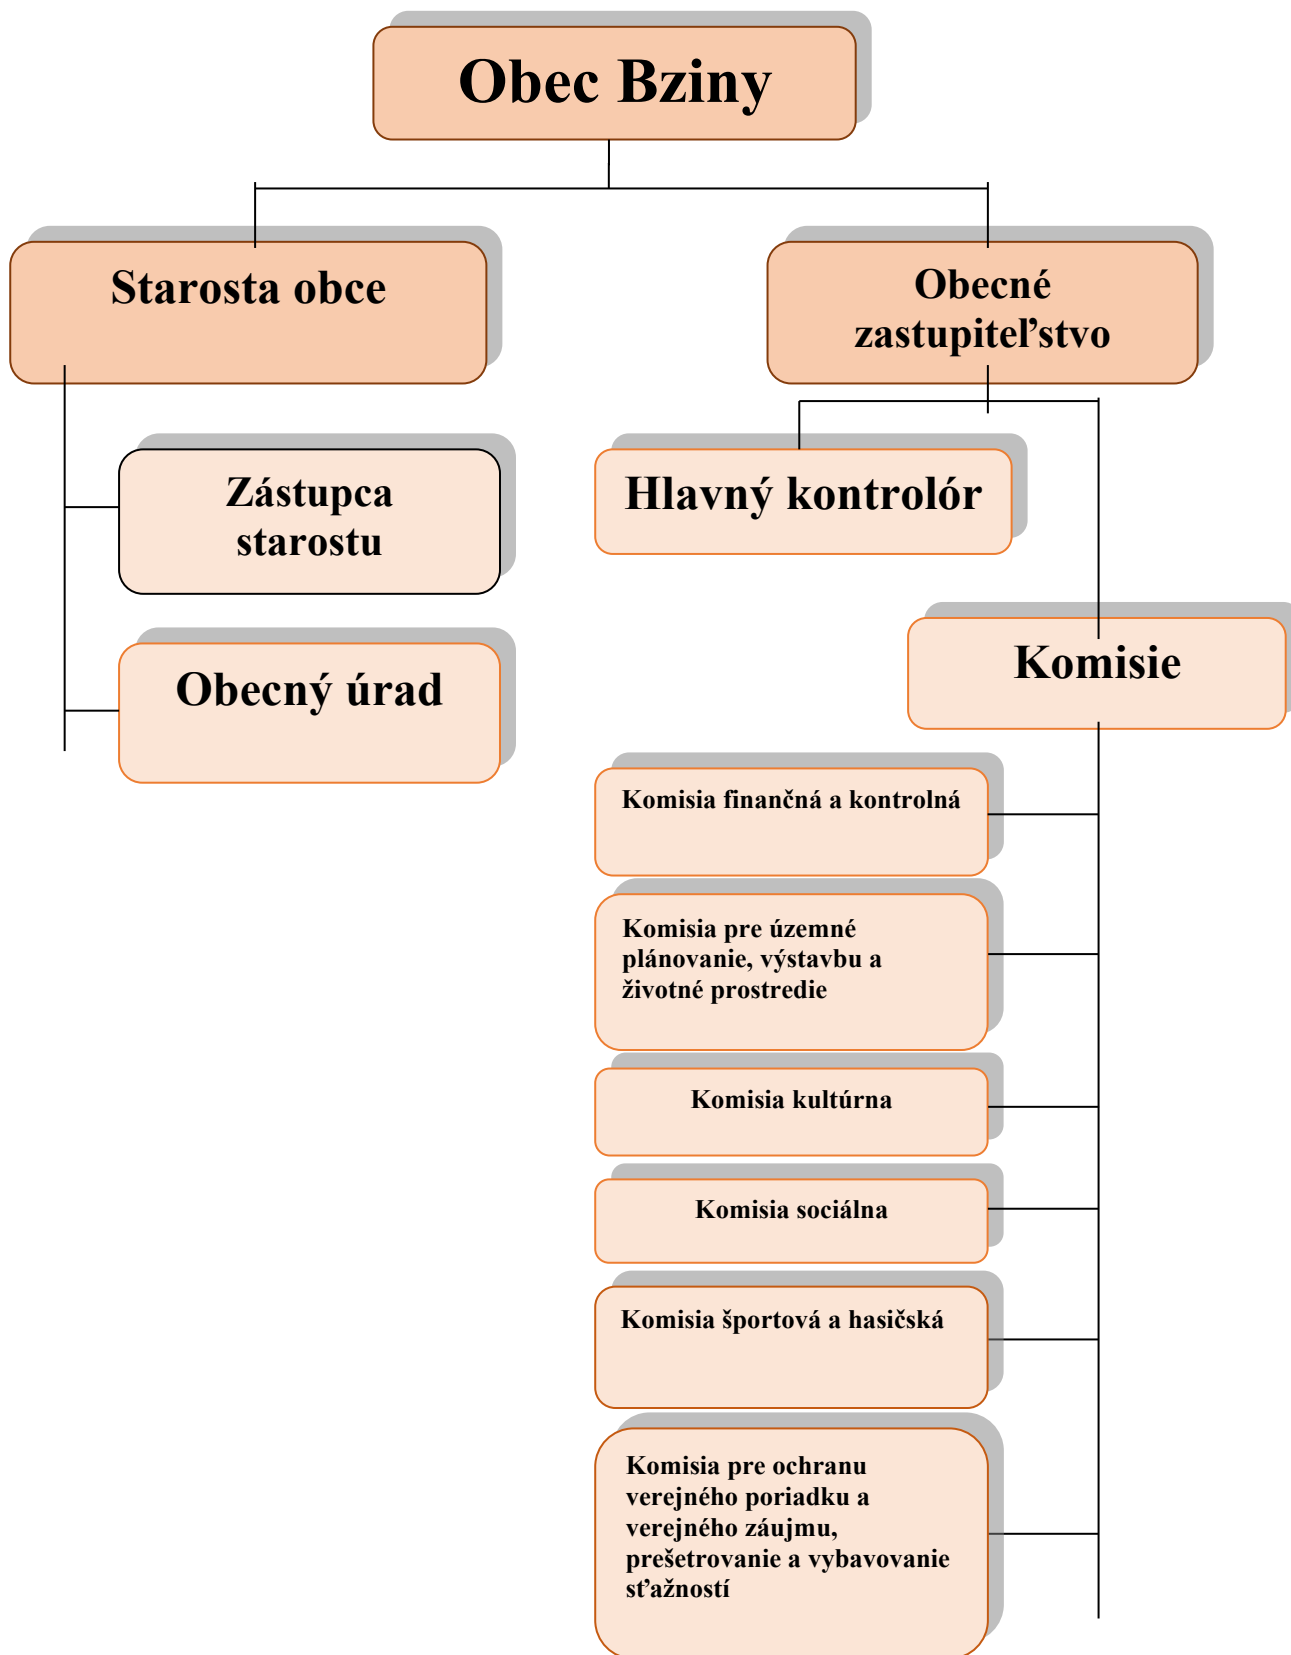 Obec Bziny
Starosta obce
Obecné
zastupiteľstvo
Zástupca
starostu
Hlavný kontrolór
Obecný úrad
Komisie
Komisia finančná a kontrolná
Komisia pre územné
plánovanie, výstavbu a
životné prostredie
Komisia kultúrna
Komisia sociálna
Komisia športová a hasičská
Komisia pre ochranu
verejného poriadku a
verejného záujmu,
prešetrovanie a vybavovanie
sťažností